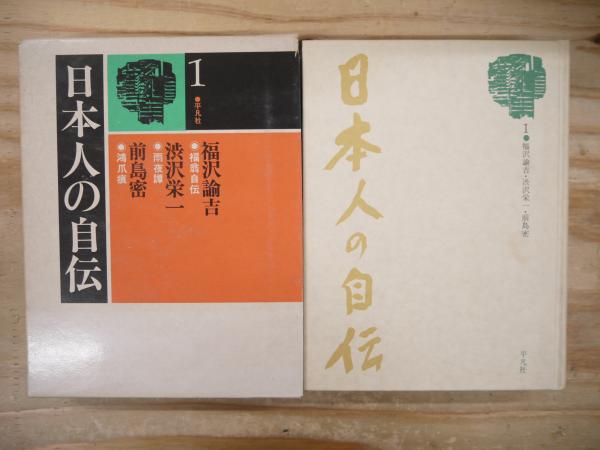 日本人の自伝
1
●平凡社
福沢諭吉
●福翁自伝
渋沢栄一
●雨夜譚
前島密
●鴻爪痕
日本人の自伝
1●福沢諭吉・渋沢栄一・前島密
平凡社